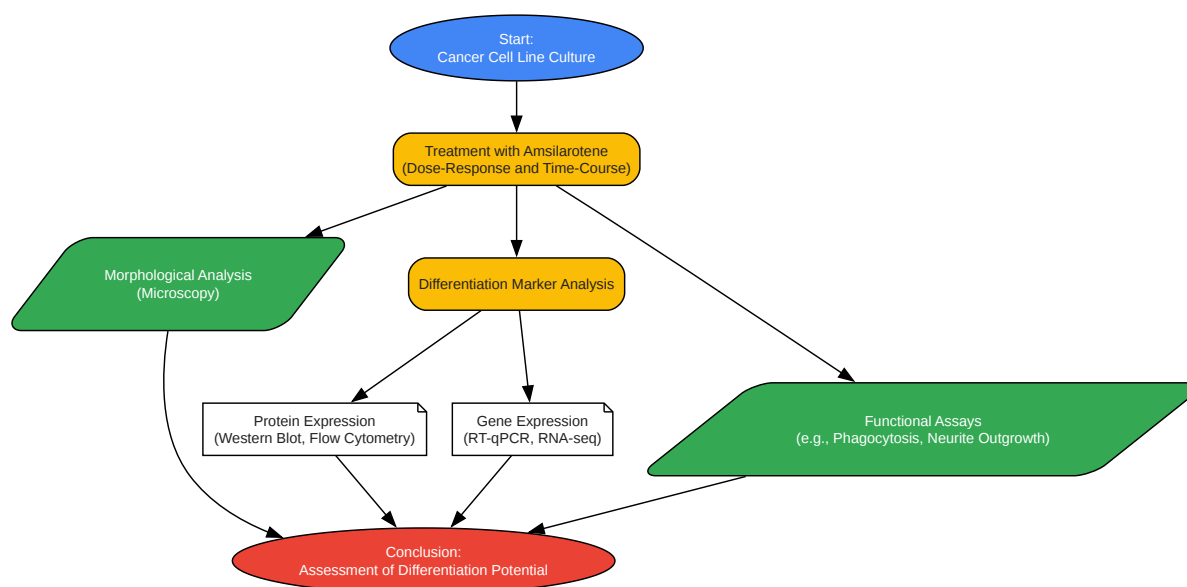 Start:
Cancer Cell Line Culture
Treatment with Amsilarotene
(Dose-Response and Time-Course)
Morphological Analysis
(Microscopy)
Differentiation Marker Analysis
Protein Expression
(Western Blot, Flow Cytometry)
Gene Expression
(RT-qPCR, RNA-seq)
Functional Assays
(e.g., Phagocytosis, Neurite Outgrowth)
Conclusion:
Assessment of Differentiation Potential